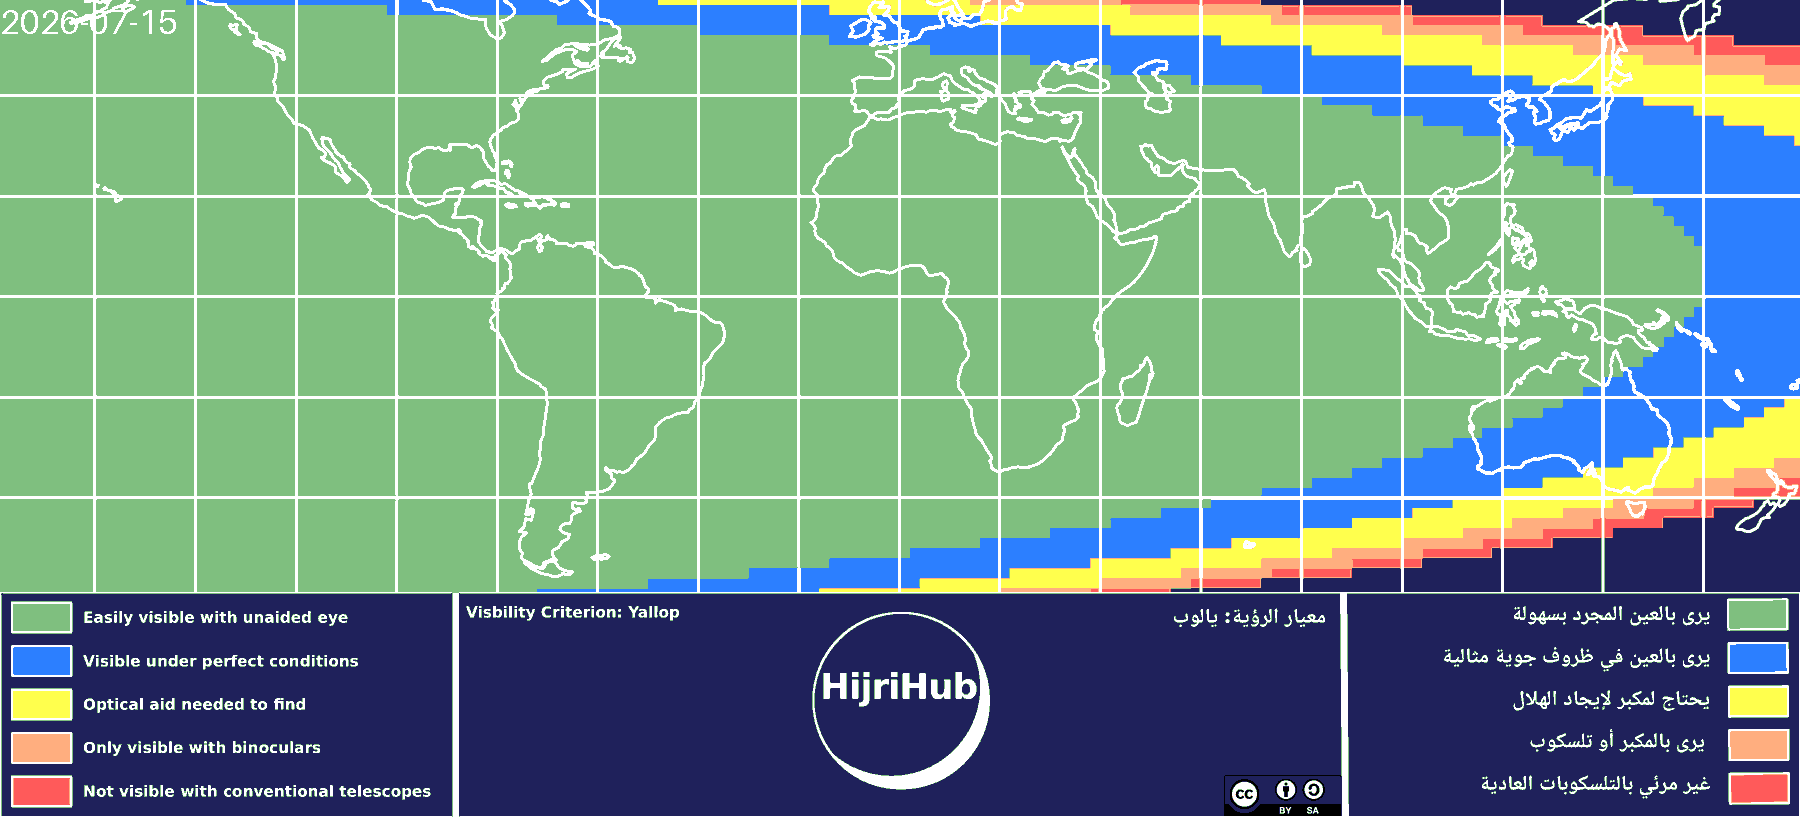 2026-07-15
Easily visible with unaided eye
Visible under perfect conditions
Optical aid needed to find
Only visible with binoculars
Not visible with conventional telescopes
Visbility Criterion: Yallop
معيار الرؤية: يالوب
HijriHub
cc
BY SA
يرى بالعين المجرد بسهولة
يرى بالعين في ظروف جوية مثالية
يحتاج لمكبر لإيجاد الهلال
يرى بالمكبر أو تلسكوب
غير مرئي بالتلسكوبات العادية